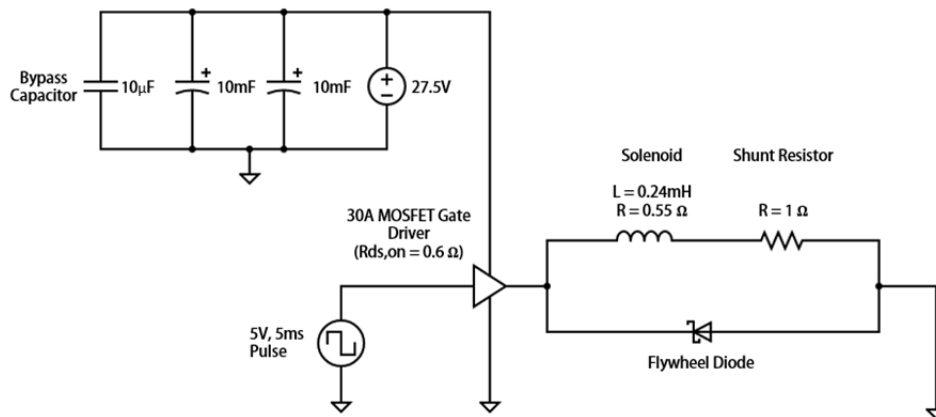 Bypass
Capacitor
10µF
+
10mF
+
10mF
+
−
27.5V
Solenoid
Shunt Resistor
L = 0.24mH
R = 0.55 Ω
R = 1 Ω
30A MOSFET Gate
Driver
(Rds,on = 0.6 Ω)
5V, 5ms
Pulse
Flywheel Diode